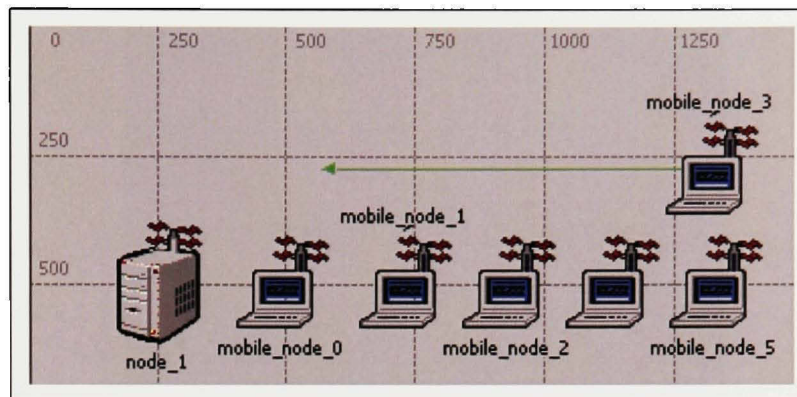 0 250 500 750 1000 1250
mobile_node_3
250
mobile_node_1
500
node_1 mobile_node_0 mobile_node_2 mobile_node_5